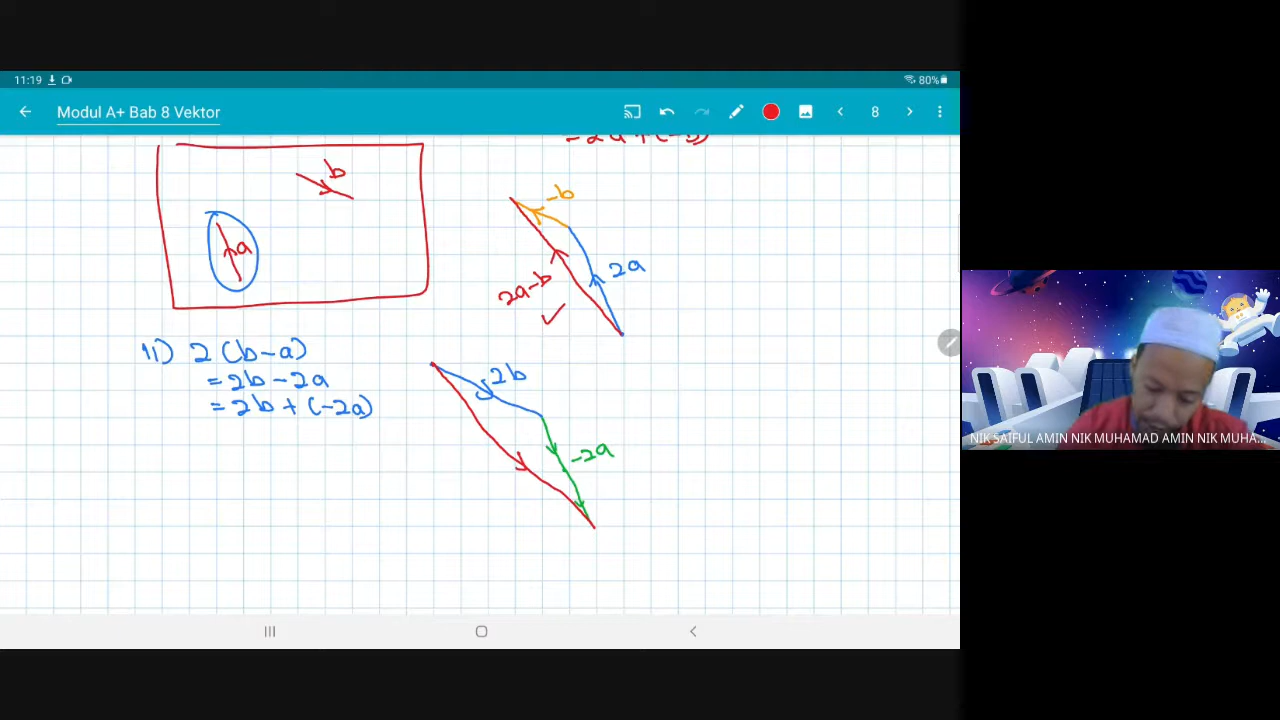 11:19
80%
Modul A+ Bab 8 Vektor
8
b
a
-b
2a
2a-b
11) 2(b-a)
= 2b-2a
= 2b+(-2a)
2b
-2a
NIK SAIFUL AMIN NIK MUHAMAD AMIN NIK MUHA...